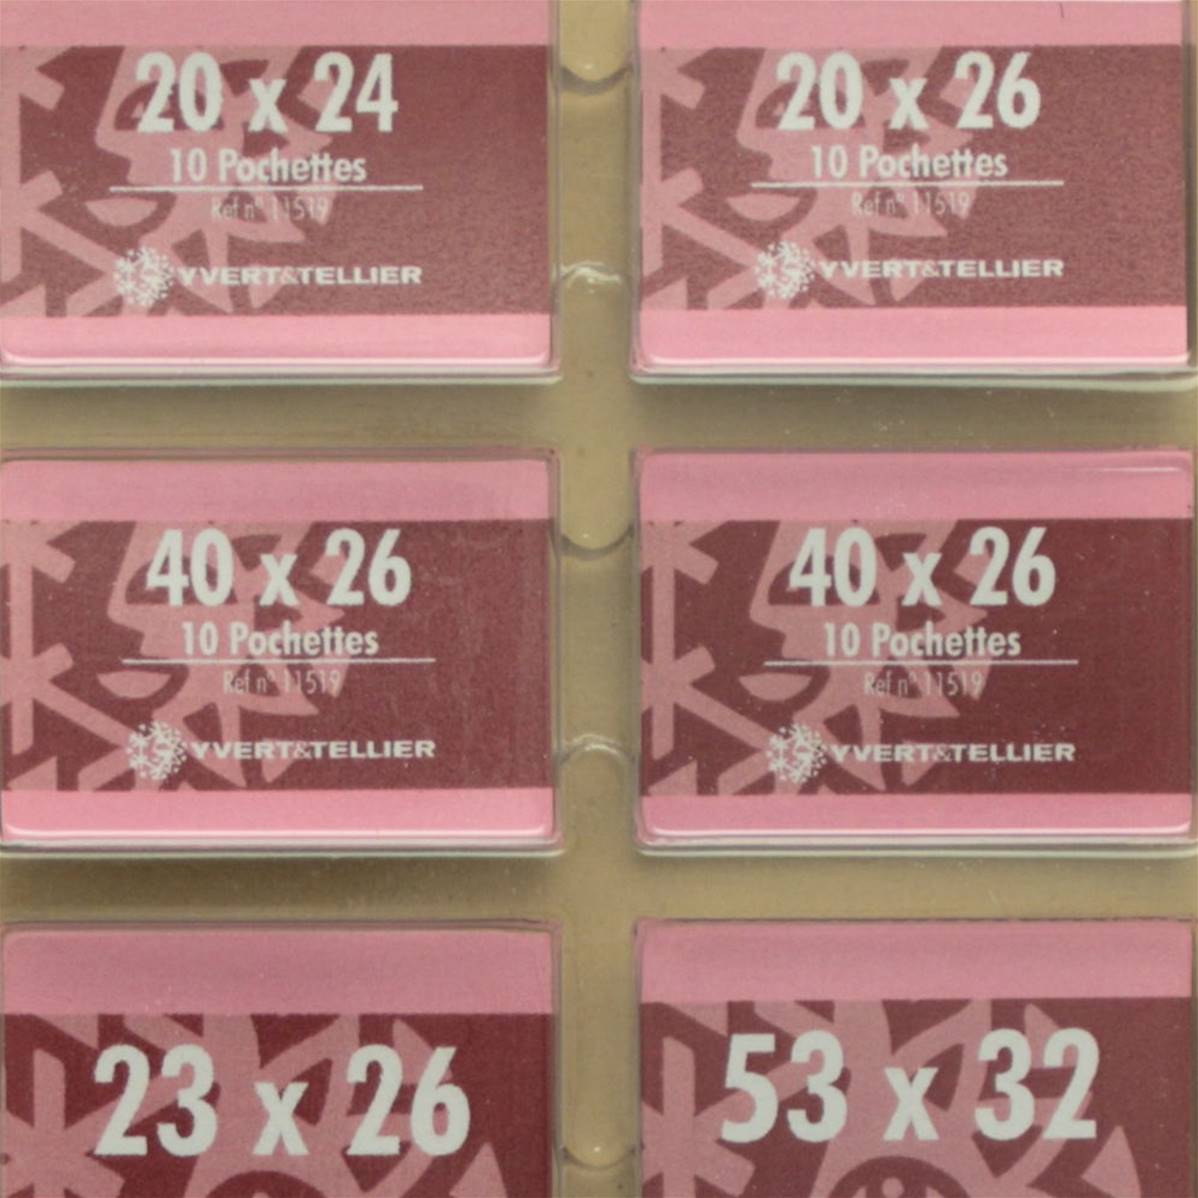 20 x 24
10 Pochettes
Ref n° 11519
YVERT&TELLIER
20 x 26
10 Pochettes
Ref n° 11519
YVERT&TELLIER
40 x 26
10 Pochettes
Ref n° 11519
YVERT&TELLIER
40 x 26
10 Pochettes
Ref n° 11519
YVERT&TELLIER
23 x 26
53 x 32